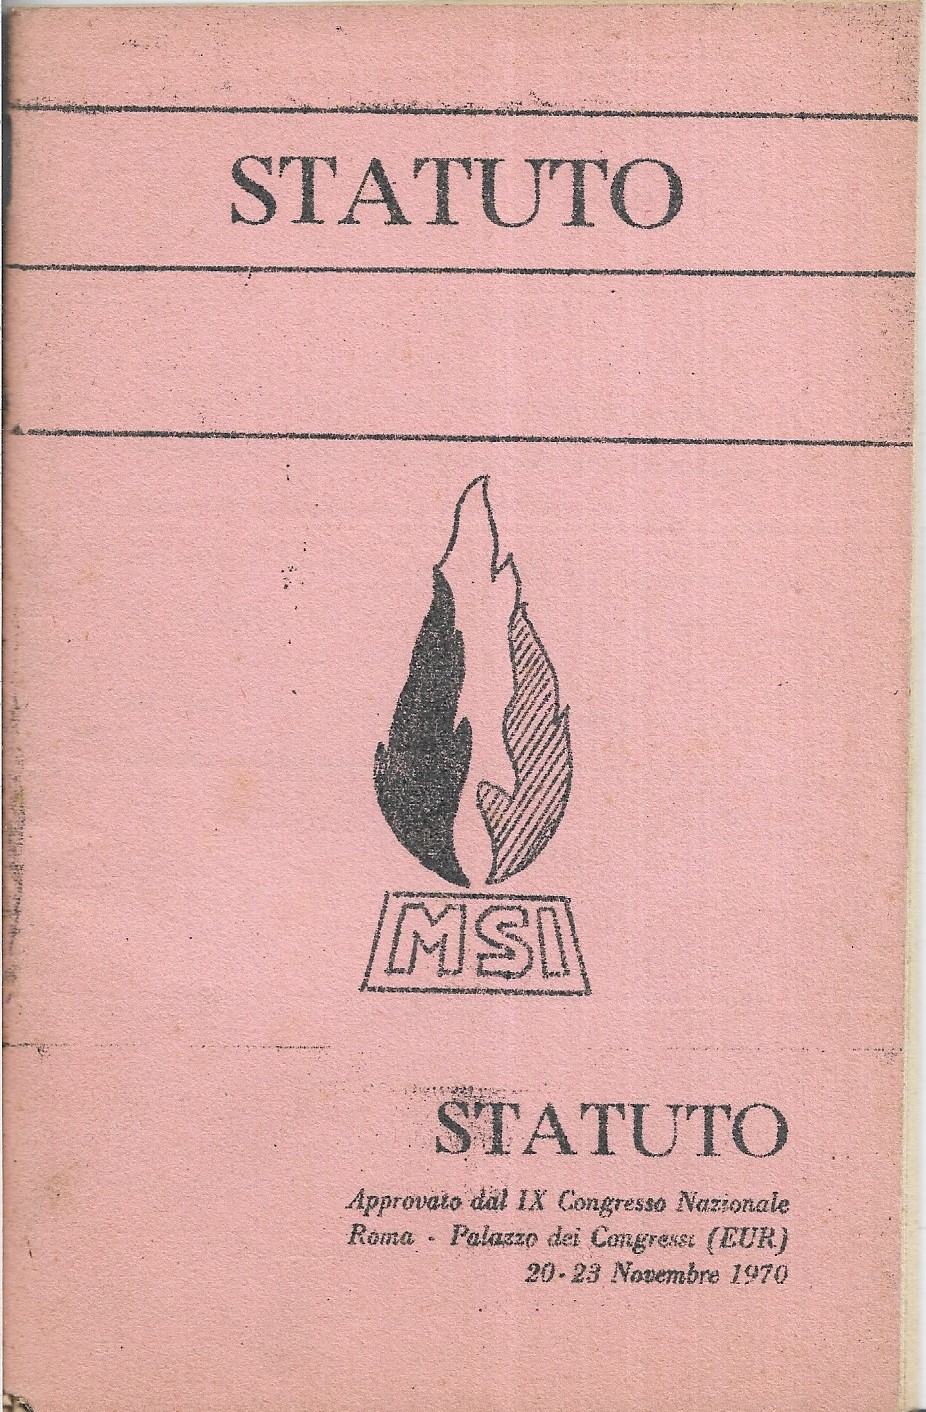 STATUTO
MSI
STATUTO
Approvato dal IX Congresso Nazionale
Roma - Palazzo dei Congressi (EUR)
20-23 Novembre 1970